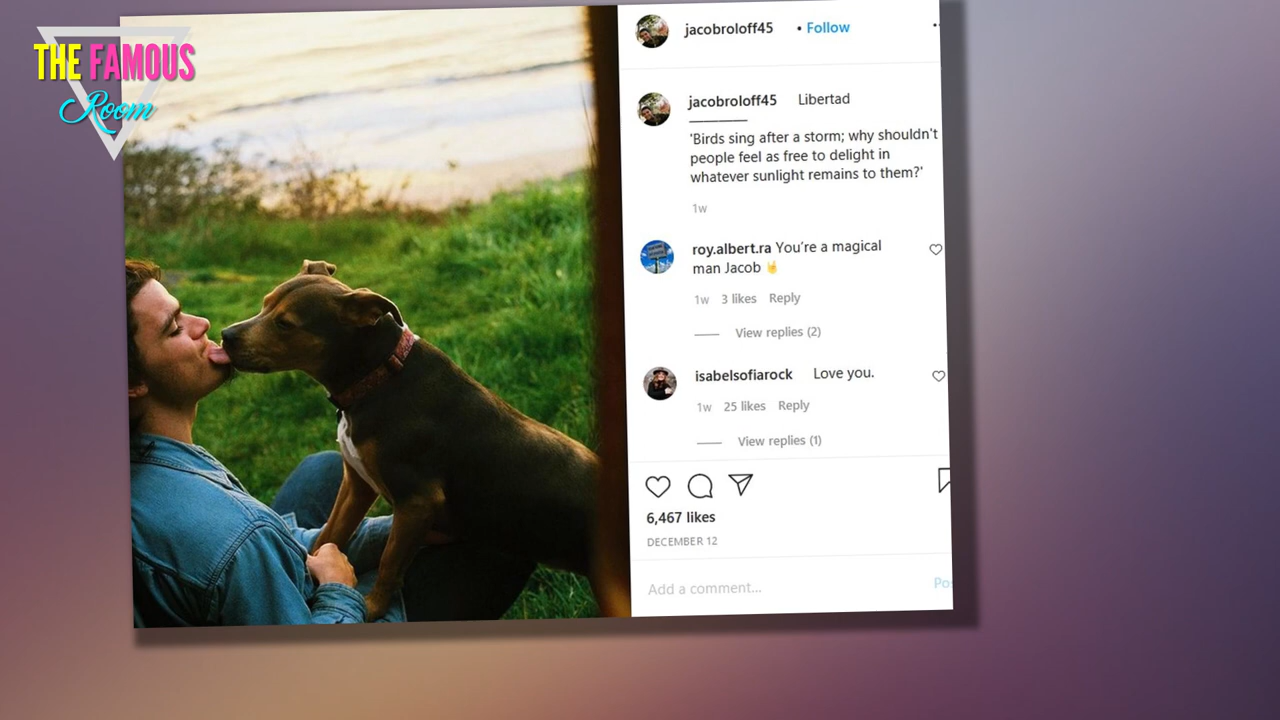 THE FAMOUS
Room
jacobroloff45 • Follow
jacobroloff45 Libertad
'Birds sing after a storm; why shouldn't
people feel as free to delight in
whatever sunlight remains to them?'
1w
roy.albert.ra You're a magical
man Jacob 🤘
1w 3 likes Reply
View replies (2)
isabelsofiarock Love you.
1w 25 likes Reply
View replies (1)
6,467 likes
DECEMBER 12
Add a comment...